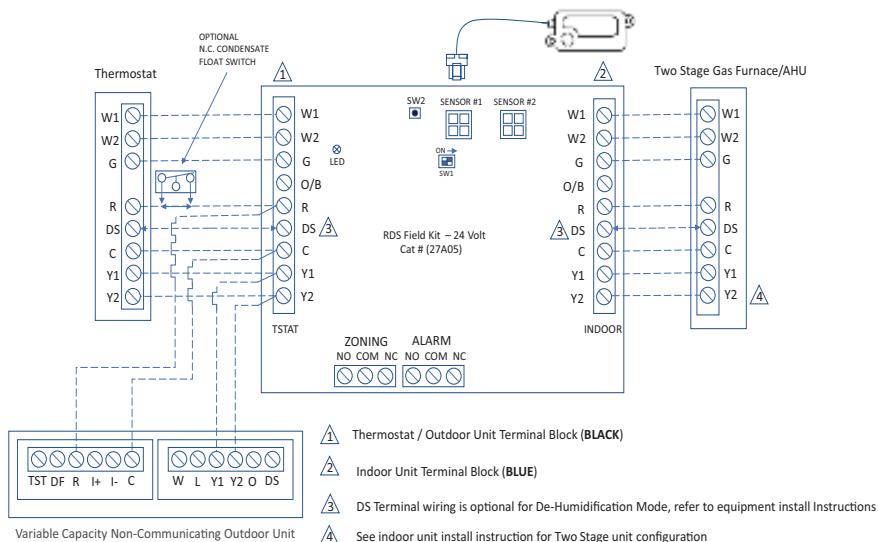 OPTIONAL
N.C. CONDENSATE
FLOAT SWITCH
Thermostat
1
2
Two Stage Gas Furnace/AHU
W1
W2
G
R
DS
C
Y1
Y2
W1
W2
G
O/B
R
DS
3
C
Y1
Y2
TSTAT
LED
SW2
SENSOR #1
SENSOR #2
ON
SW1
RDS Field Kit – 24 Volt
Cat # (27A05)
ZONING
NO COM NC
ALARM
NO COM NC
W1
W2
G
O/B
R
3
DS
C
Y1
Y2
INDOOR
W1
W2
G
R
DS
C
Y1
Y2
4
TST DF R I+ I- C
W L Y1 Y2 O DS
Variable Capacity Non-Communicating Outdoor Unit
1 Thermostat / Outdoor Unit Terminal Block (BLACK)
2 Indoor Unit Terminal Block (BLUE)
3 DS Terminal wiring is optional for De-Humidification Mode, refer to equipment install Instructions
4 See indoor unit install instruction for Two Stage unit configuration